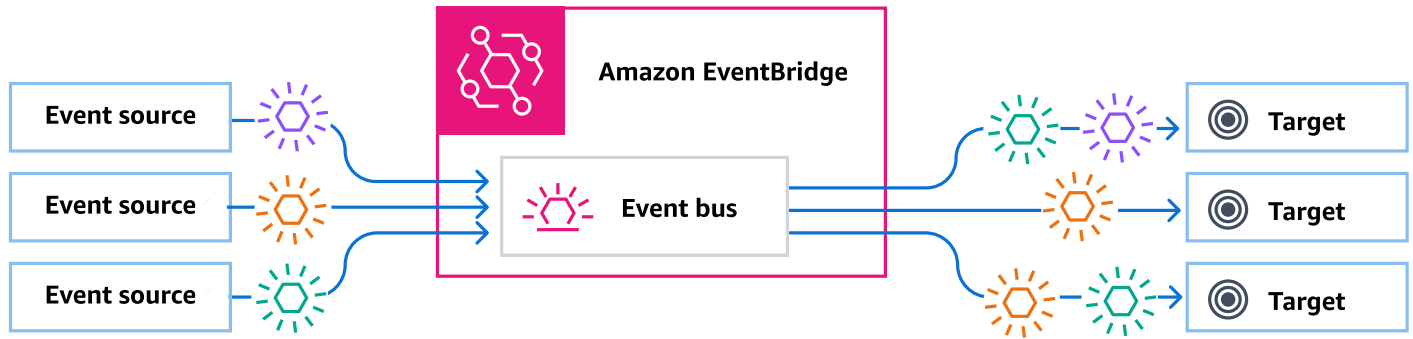 Amazon EventBridge
Event source
Event source
Event source
Event bus
Target
Target
Target